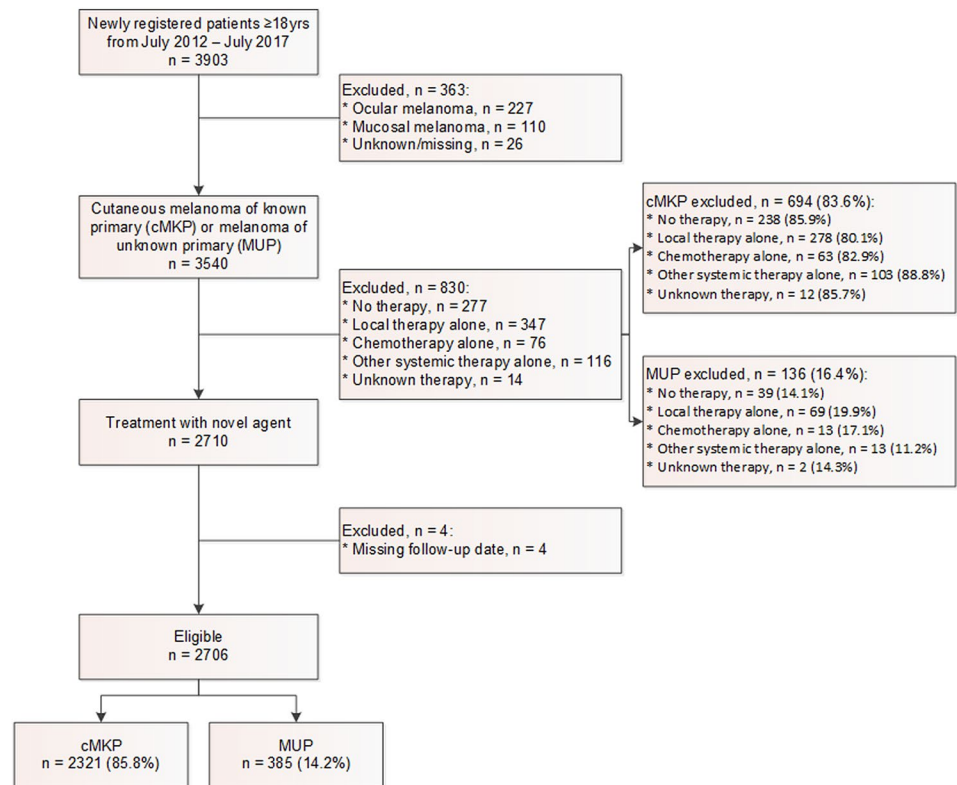 Newly registered patients ≥18yrs
from July 2012 – July 2017
n = 3903
Excluded, n = 363:
* Ocular melanoma, n = 227
* Mucosal melanoma, n = 110
* Unknown/missing, n = 26
Cutaneous melanoma of known
primary (cMKP) or melanoma of
unknown primary (MUP)
n = 3540
Excluded, n = 830:
* No therapy, n = 277
* Local therapy alone, n = 347
* Chemotherapy alone, n = 76
* Other systemic therapy alone, n = 116
* Unknown therapy, n = 14
cMKP excluded, n = 694 (83.6%):
* No therapy, n = 238 (85.9%)
* Local therapy alone, n = 278 (80.1%)
* Chemotherapy alone, n = 63 (82.9%)
* Other systemic therapy alone, n = 103 (88.8%)
* Unknown therapy, n = 12 (85.7%)
MUP excluded, n = 136 (16.4%):
* No therapy, n = 39 (14.1%)
* Local therapy alone, n = 69 (19.9%)
* Chemotherapy alone, n = 13 (17.1%)
* Other systemic therapy alone, n = 13 (11.2%)
* Unknown therapy, n = 2 (14.3%)
Treatment with novel agent
n = 2710
Excluded, n = 4:
* Missing follow-up date, n = 4
Eligible
n = 2706
cMKP
n = 2321 (85.8%)
MUP
n = 385 (14.2%)